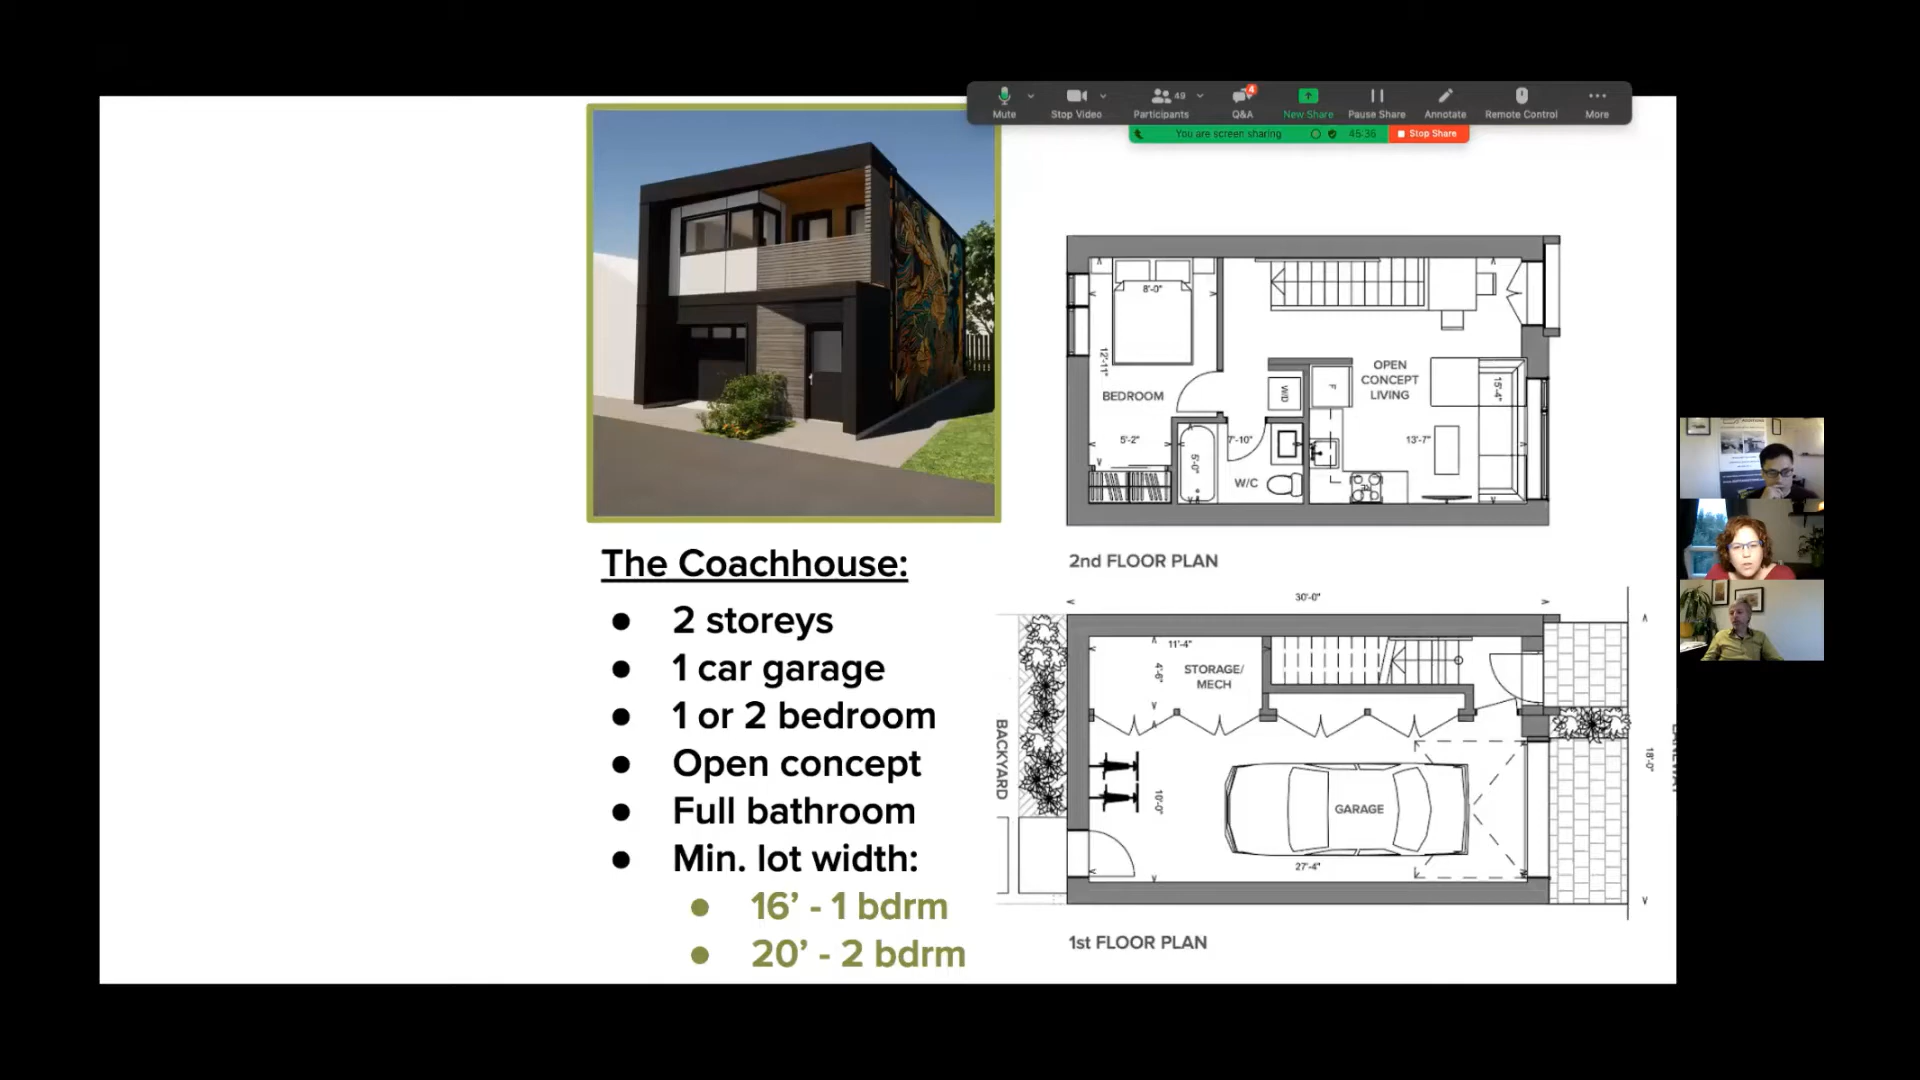 49
4
Mute
Stop Video
Participants
Q&A
New Share
Pause Share
Annotate
Remote Control
More
You are screen sharing
45:36
Stop Share
8'-0"
12'-11"
BEDROOM
5'-2"
5'-0"
7'-10"
W/C
W/D
F
OPEN
CONCEPT
LIVING
15'-4"
13'-7"
2nd FLOOR PLAN
The Coachhouse:
● 2 storeys
● 1 car garage
● 1 or 2 bedroom
● Open concept
● Full bathroom
● Min. lot width:
● 16’ - 1 bdrm
● 20’ - 2 bdrm
30'-0"
11'-4"
4'-6"
STORAGE/
MECH
BACKYARD
10'-0"
GARAGE
27'-4"
18'-0"
1st FLOOR PLAN